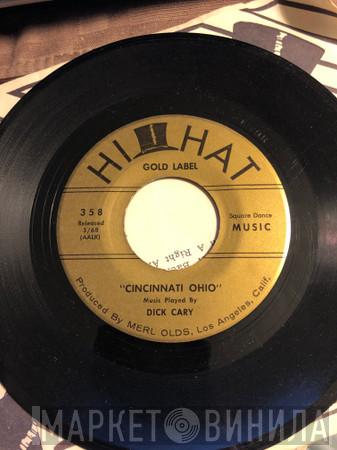 HI HAT
GOLD LABEL
358
Released
5/68
(AALK)
Square Dance
MUSIC
"CINCINNATI OHIO"
Music Played By
DICK CARY
Produced By MERL OLDS, Los Angeles, Calif.
A Right
МАРКЕТ ВИНИЛА